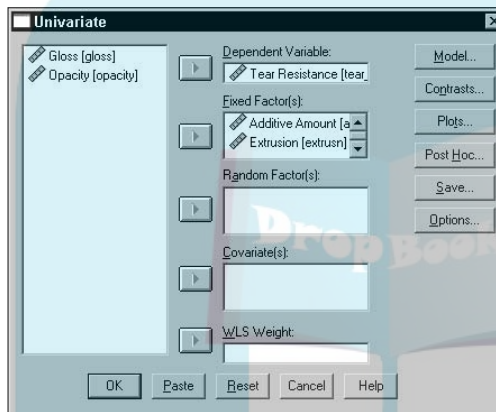 Univariate
Gloss [gloss]
Opacity [opacity]
Dependent Variable:
Tear Resistance [tear_
Fixed Factor(s):
Additive Amount [a
Extrusion [extrusn]
Random Factor(s):
Covariate(s):
WLS Weight:
Model...
Contrasts...
Plots...
Post Hoc...
Save...
Options...
OK
Paste
Reset
Cancel
Help
DropBook